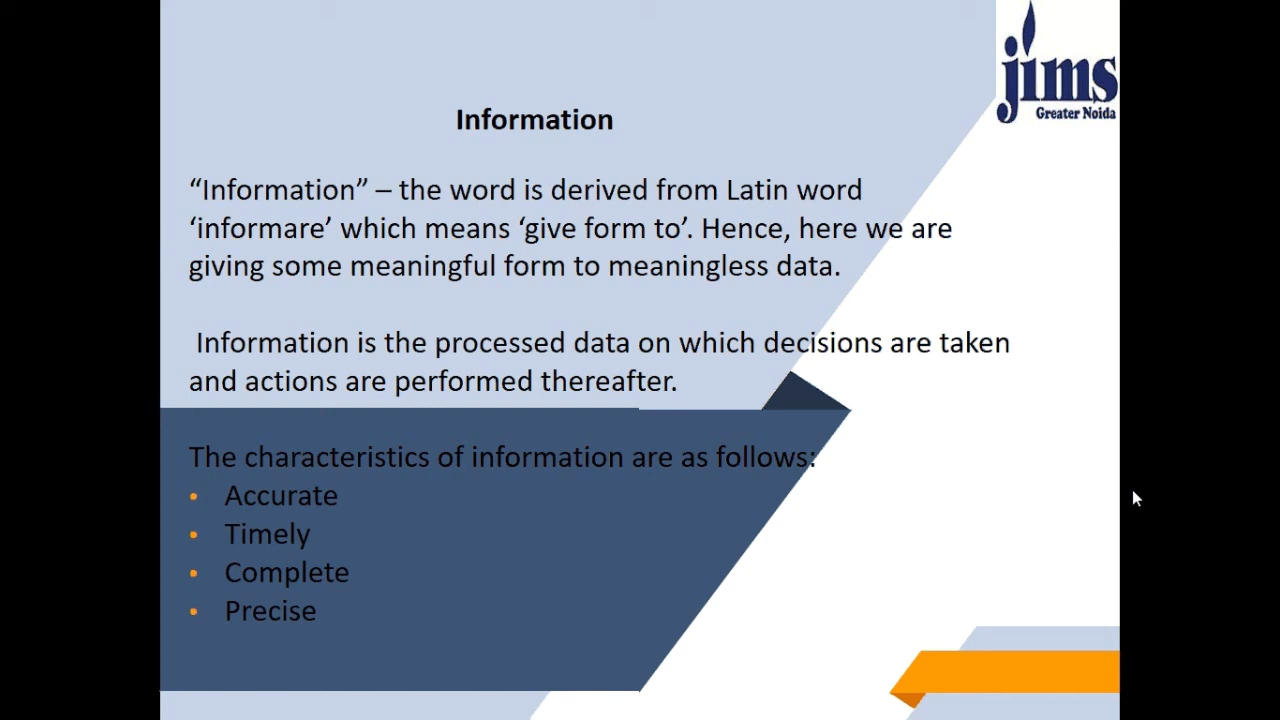 jims
Greater Noida
Information
“Information” – the word is derived from Latin word
‘informare’ which means ‘give form to’. Hence, here we are
giving some meaningful form to meaningless data.
Information is the processed data on which decisions are taken
and actions are performed thereafter.
The characteristics of information are as follows:
• Accurate
• Timely
• Complete
• Precise